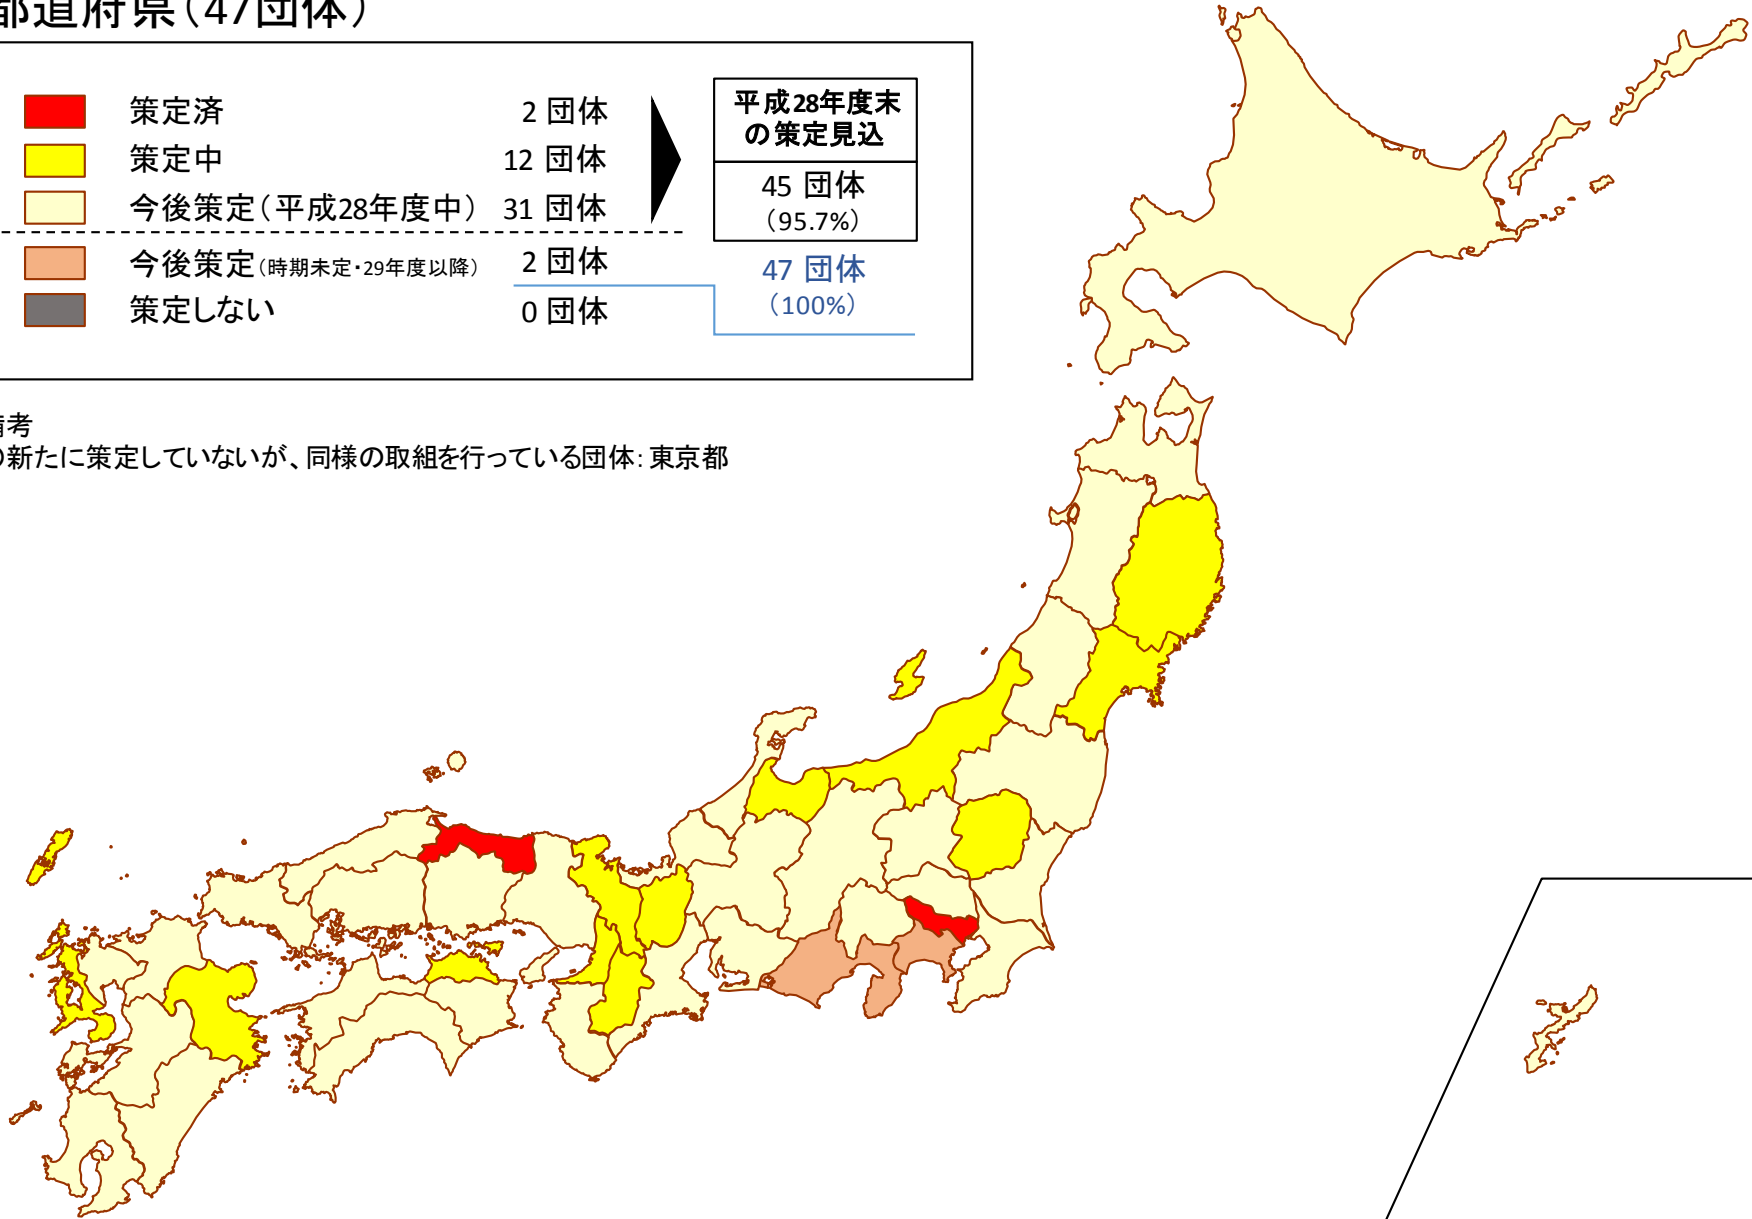 都道府県(47団体)
策定済 2 団体
策定中 12 団体
今後策定(平成28年度中) 31 団体
今後策定(時期未定・29年度以降) 2 団体
策定しない 0 団体
平成28年度末
の策定見込
45 団体
(95.7%)
47 団体
(100%)
備考
新たに策定していないが、同様の取組を行っている団体: 東京都